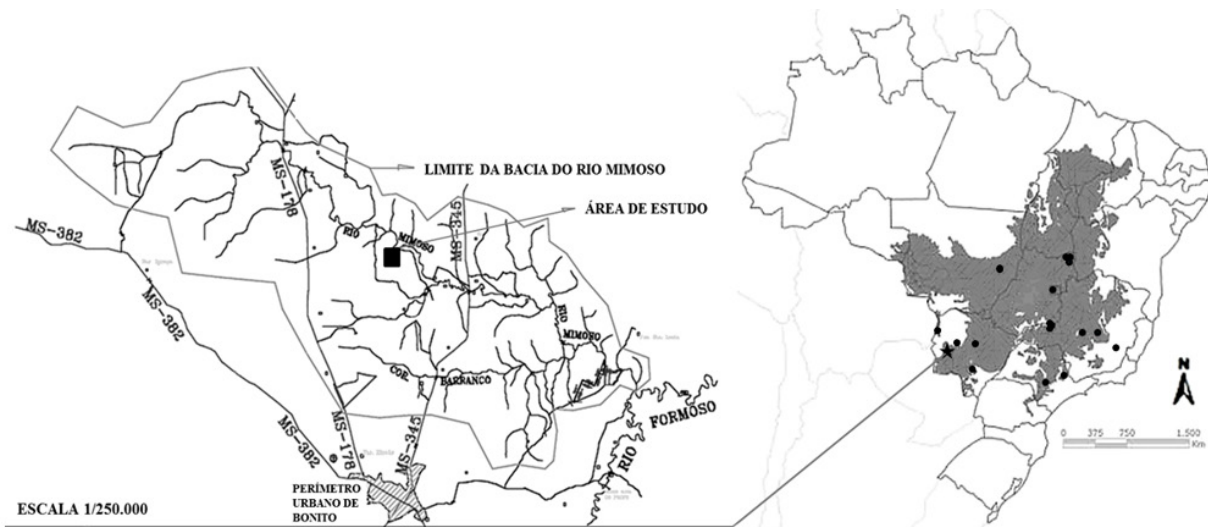 LIMITE DA BACIA DO RIO MIMOSO
ÁREA DE ESTUDO
MS-178
MS-345
RIO
MIMOSO
MS-382
MS-382
RIO
MIMOSO
COR.
BARRANCO
MS-382
MS-178
MS-345
RIO
FORMOSO
PERÍMETRO
URBANO DE
BONITO
ESCALA 1/250.000
N
0 375 750 1.500
Km